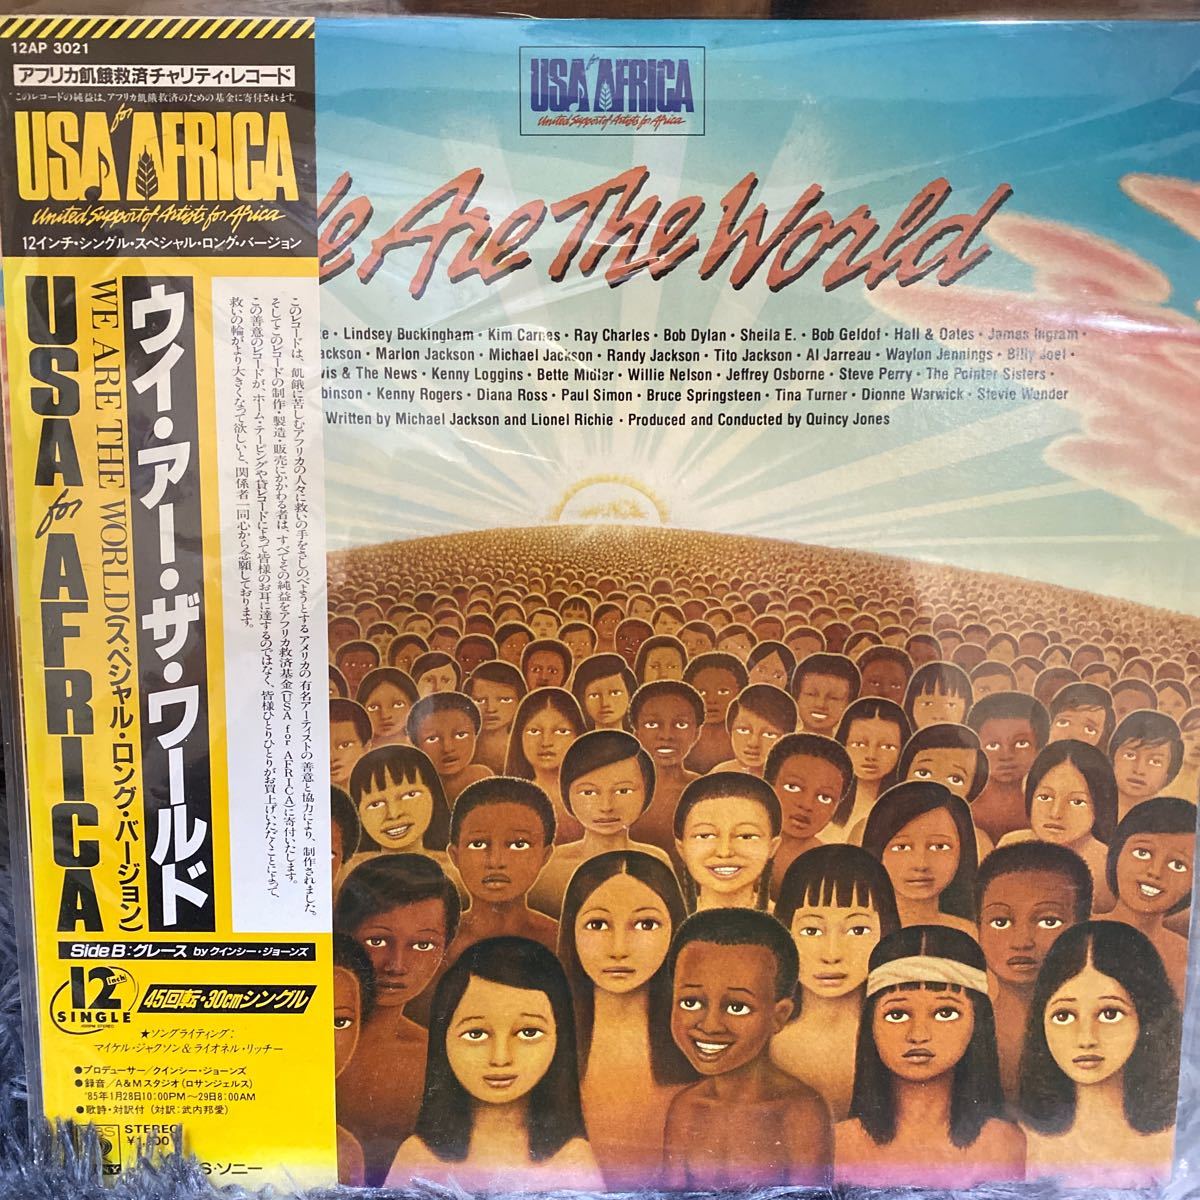 12AP 3021
アフリカ飢餓救済チャリティ・レコード
このレコードの純益は、アフリカ飢餓救済のための基金に寄付されます。
USA for AFRICA
United Support of Artists for Africa
12インチ・シングル・スペシャル・ロング・バージョン
ウイ・アー・ザ・ワールド
WE ARE THE WORLD(スペシャル・ロング・バージョン)
USA for AFRICA
このレコードは、飢餓に苦しむアフリカの人々に救いの手をさしのべようとするアメリカの有名アーティストの善意と協力により、制作されました。
そしてこのレコードの制作・製造・販売にかかわる者は、すべてその純益をアフリカ救済基金(USA for AFRICA)に寄付いたします。
この善意のレコードが、ホーム・テーピングや貸レコードによって皆様のお耳に達するのではなく、皆様ひとりひとりがお買上げいただくことによって、
救いの輪がより大きくなって欲しいと、関係者一同心から念願しております。
Side B:グレース by クインシー・ジョーンズ
12 inch SINGLE
45RPM STEREO
45回転・30cmシングル
★ソングライティング:
マイケル・ジャクソン&ライオネル・リッチー
●プロデューサー/クインシー・ジョーンズ
●録音/A&Mスタジオ(ロサンジェルス)
'85年1月28日10:00PM〜29日8:00AM
●歌詩・対訳付(対訳:武内邦愛)
STEREO
S・ソニー
USA for AFRICA
United Support of Artists for Africa
We Are The World
· Lindsey Buckingham · Kim Carnes · Ray Charles · Bob Dylan · Sheila E. · Bob Geldof · Hall & Oates · James Ingram ·
Jackson · Marlon Jackson · Michael Jackson · Randy Jackson · Tito Jackson · Al Jarreau · Waylon Jennings · Billy Joel ·
& The News · Kenny Loggins · Bette Midler · Willie Nelson · Jeffrey Osborne · Steve Perry · The Pointer Sisters ·
· Kenny Rogers · Diana Ross · Paul Simon · Bruce Springsteen · Tina Turner · Dionne Warwick · Stevie Wonder
Written by Michael Jackson and Lionel Richie · Produced and Conducted by Quincy Jones